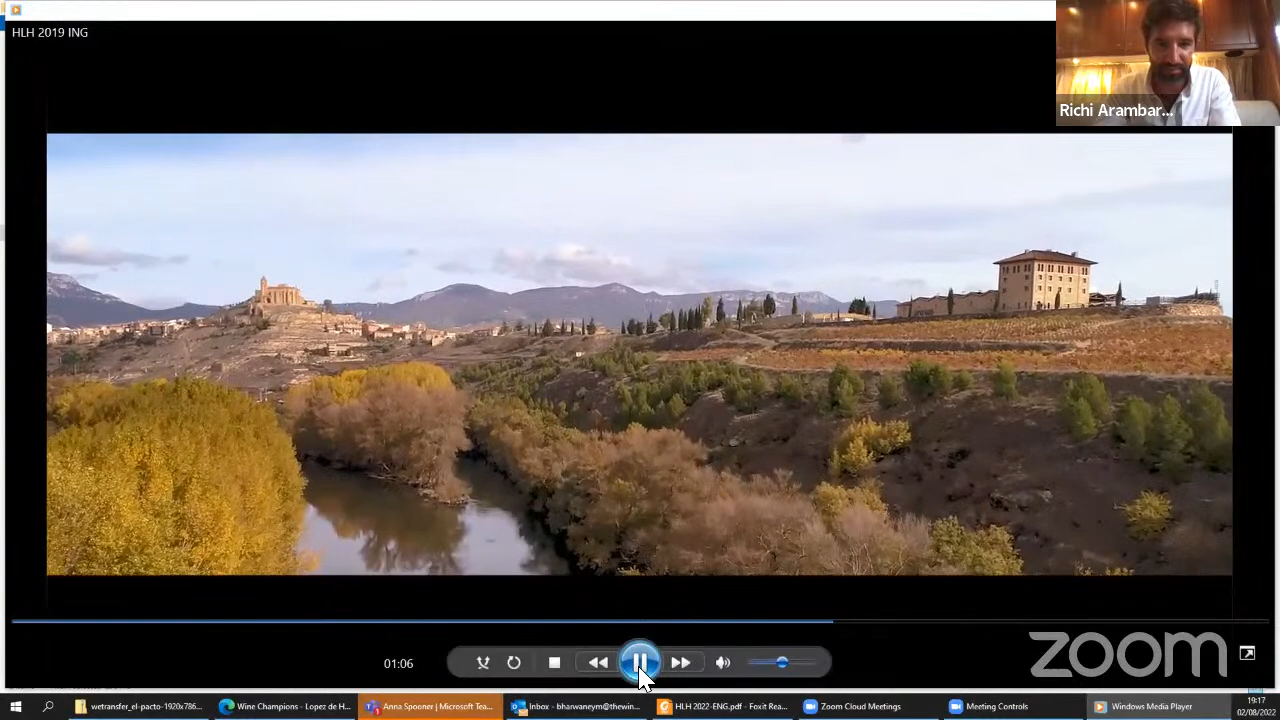 HLH 2019 ING
Richi Arambar...
01:06
zoom
wetransfer_el-pacto-1920x786...
Wine Champions - Lopez de H...
Anna Spooner | Microsoft Tea...
Inbox - bhanwaneym@thewin...
HLH 2022-ENG.pdf - Foxit Rea...
Zoom Cloud Meetings
Meeting Controls
Windows Media Player
19:17
02/08/2022